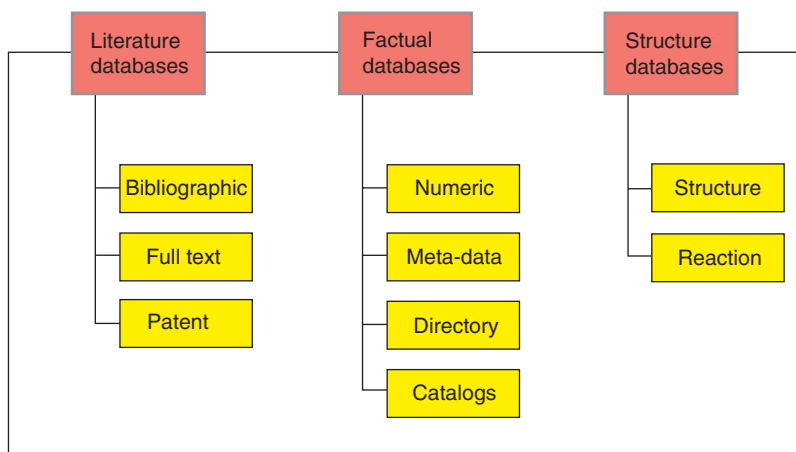 Literature
databases
Bibliographic
Full text
Patent
Factual
databases
Numeric
Meta-data
Directory
Catalogs
Structure
databases
Structure
Reaction